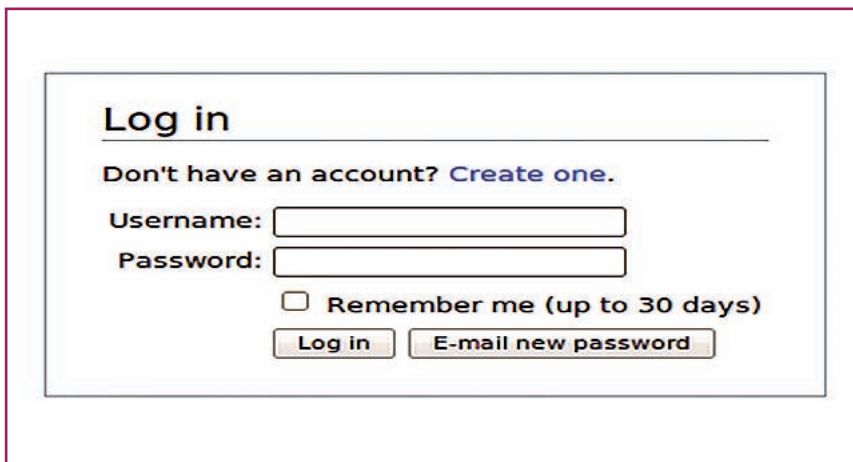 Log in
Don't have an account? Create one.
Username:
Password:
Remember me (up to 30 days)
Log in E-mail new password